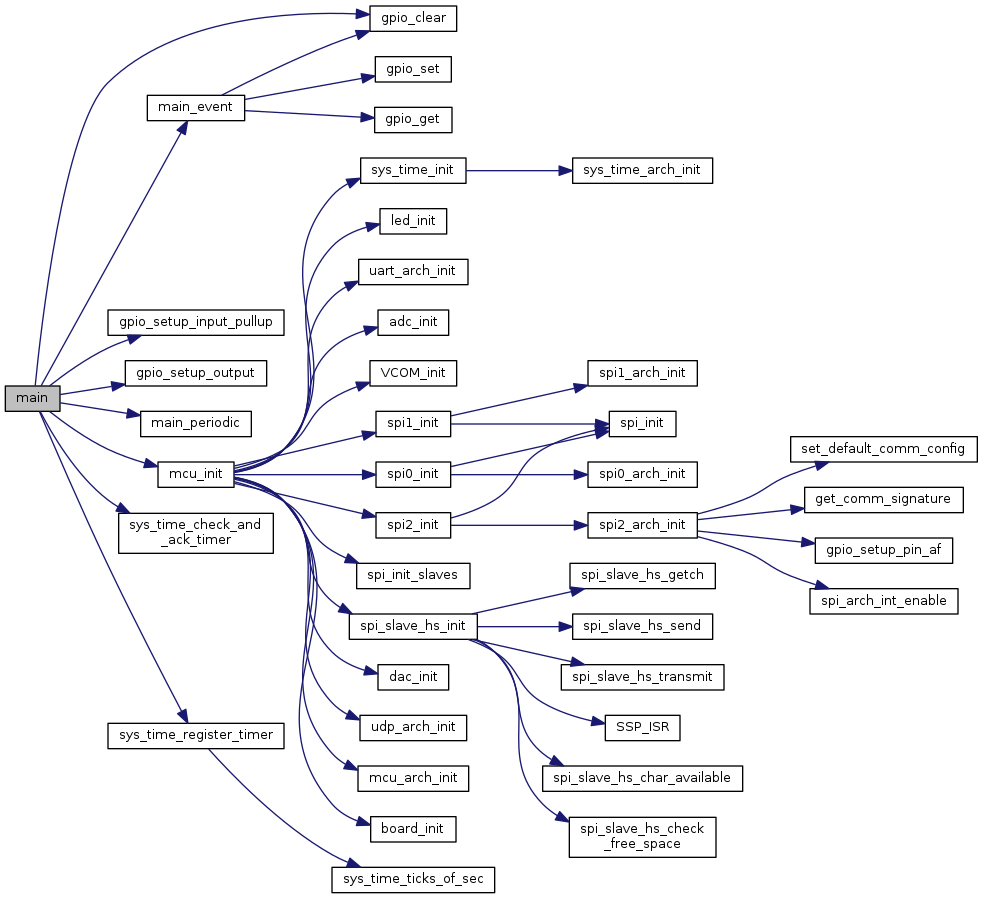 gpio_clear
gpio_set
main_event
gpio_get
sys_time_init
sys_time_arch_init
led_init
uart_arch_init
gpio_setup_input_pullup
adc_init
gpio_setup_output
VCOM_init
spi1_arch_init
main
main_periodic
spi1_init
spi_init
set_default_comm_config
mcu_init
spi0_init
spi0_arch_init
get_comm_signature
sys_time_check_and
_ack_timer
spi2_init
spi2_arch_init
gpio_setup_pin_af
spi_init_slaves
spi_slave_hs_getch
spi_arch_int_enable
spi_slave_hs_init
spi_slave_hs_send
dac_init
spi_slave_hs_transmit
sys_time_register_timer
udp_arch_init
SSP_ISR
mcu_arch_init
spi_slave_hs_char_available
board_init
spi_slave_hs_check
_free_space
sys_time_ticks_of_sec